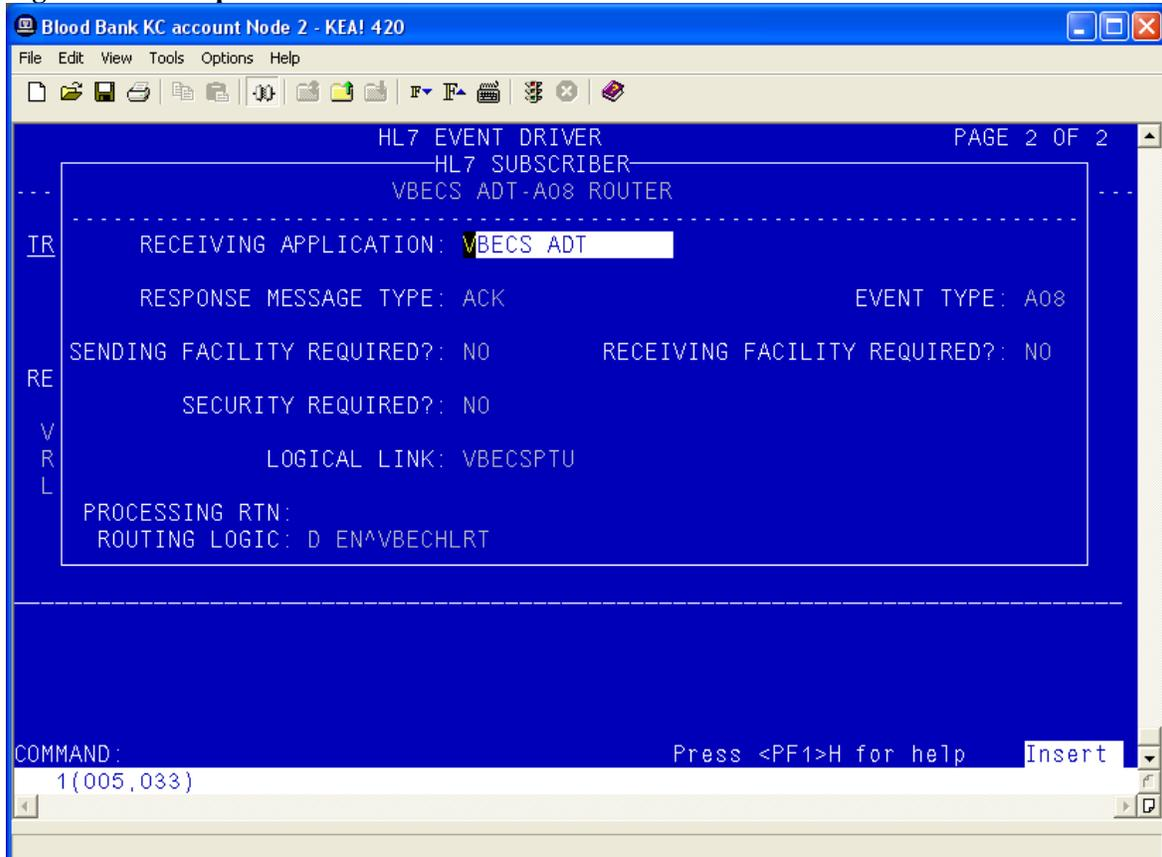 Blood Bank KC account Node 2 - KEA! 420
File Edit View Tools Options Help
HL7 EVENT DRIVER PAGE 2 OF 2
HL7 SUBSCRIBER
--- VBECS ADT-A08 ROUTER ---
TR RECEIVING APPLICATION: VBECS ADT
RESPONSE MESSAGE TYPE: ACK EVENT TYPE: A08
SENDING FACILITY REQUIRED?: NO RECEIVING FACILITY REQUIRED?: NO
RE
SECURITY REQUIRED?: NO
V
R LOGICAL LINK: VBECSPTU
L
PROCESSING RTN:
ROUTING LOGIC: D EN^VBECHLRT
COMMAND: Press <PF1>H for help Insert
1(005,033)